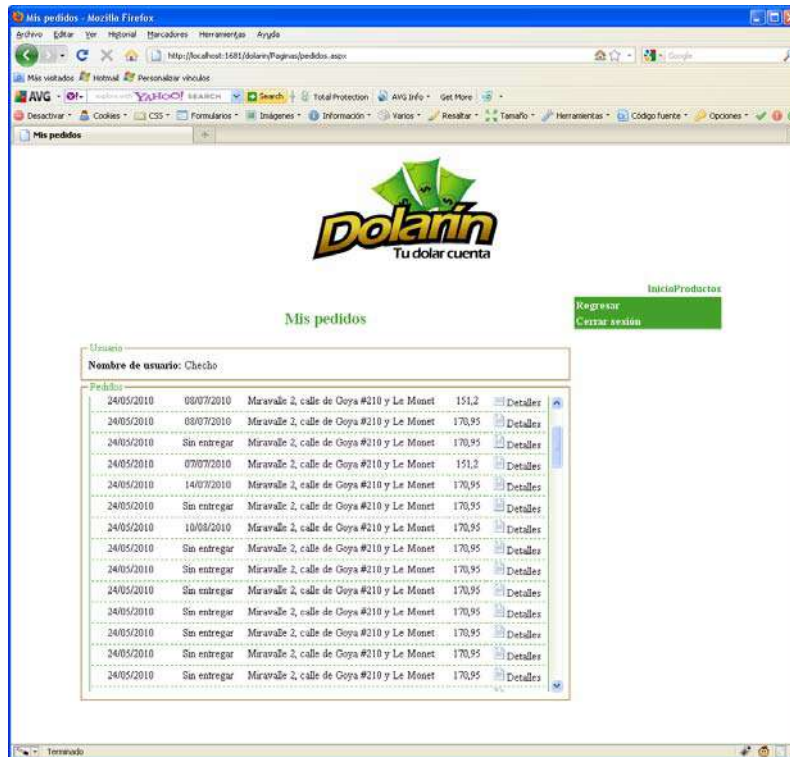 Mis pedidos - Mozilla Firefox
Archivo Editar Ver Historial Marcadores Herramientas Ayuda
http://localhost:1681/dolarin/Paginas/pedidos.aspx Google
Más visitados Hotmail Personalizar vínculos
AVG YAHOO! SEARCH Search Total Protection AVG Info Get More
Desactivar Cookies CSS Formularios Imágenes Información Varios Resaltar Tamaño Herramientas Código fuente Opciones
Mis pedidos
Dolarín
Tu dolar cuenta
InicioProductos
Regresar
Mis pedidos
Cerrar sesión
Usuario
Nombre de usuario: Checho
Pedidos
24/05/2010 08/07/2010 Miravalle 2, calle de Goya #210 y Le Monet 151,2 Detalles
24/05/2010 08/07/2010 Miravalle 2, calle de Goya #210 y Le Monet 170,95 Detalles
24/05/2010 Sin entregar Miravalle 2, calle de Goya #210 y Le Monet 170,95 Detalles
24/05/2010 07/07/2010 Miravalle 2, calle de Goya #210 y Le Monet 151,2 Detalles
24/05/2010 14/07/2010 Miravalle 2, calle de Goya #210 y Le Monet 170,95 Detalles
24/05/2010 Sin entregar Miravalle 2, calle de Goya #210 y Le Monet 170,95 Detalles
24/05/2010 10/08/2010 Miravalle 2, calle de Goya #210 y Le Monet 170,95 Detalles
24/05/2010 Sin entregar Miravalle 2, calle de Goya #210 y Le Monet 170,95 Detalles
24/05/2010 Sin entregar Miravalle 2, calle de Goya #210 y Le Monet 170,95 Detalles
24/05/2010 Sin entregar Miravalle 2, calle de Goya #210 y Le Monet 170,95 Detalles
24/05/2010 Sin entregar Miravalle 2, calle de Goya #210 y Le Monet 170,95 Detalles
24/05/2010 Sin entregar Miravalle 2, calle de Goya #210 y Le Monet 170,95 Detalles
24/05/2010 Sin entregar Miravalle 2, calle de Goya #210 y Le Monet 170,95 Detalles
24/05/2010 Sin entregar Miravalle 2, calle de Goya #210 y Le Monet 170,95 Detalles
Terminado